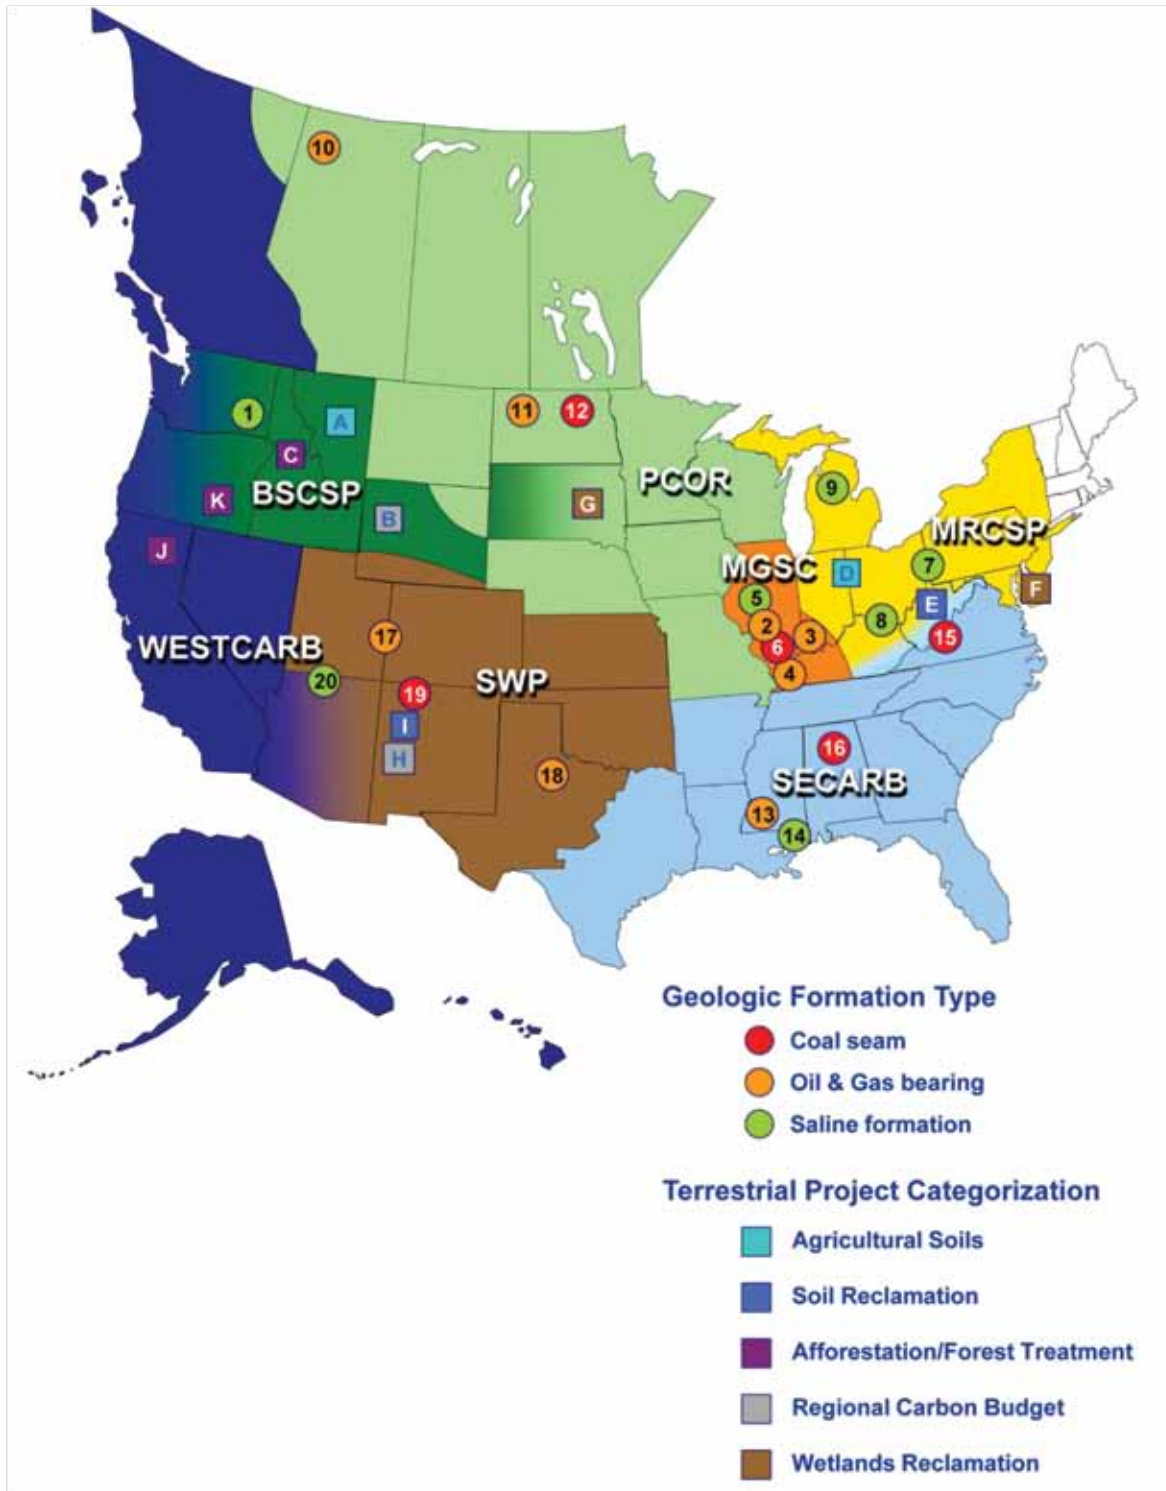 10
1
A
11
12
C
BSCSP
K
B
G
PCOR
9
J
MRCSP
7
MGSC
D
5
E
F
2
3
8
6
15
4
WESTCARB
17
20
SWP
19
I
H
18
16
SECARB
13
14
Geologic Formation Type
Coal seam
Oil & Gas bearing
Saline formation
Terrestrial Project Categorization
Agricultural Soils
Soil Reclamation
Afforestation/Forest Treatment
Regional Carbon Budget
Wetlands Reclamation